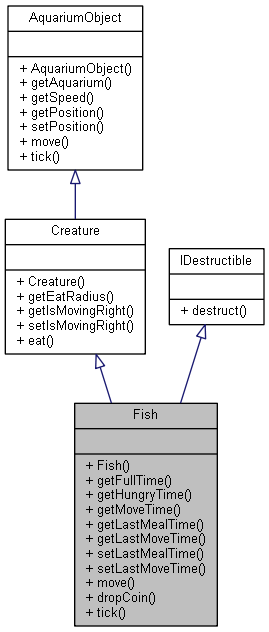 AquariumObject
+ AquariumObject()
+ getAquarium()
+ getSpeed()
+ getPosition()
+ setPosition()
+ move()
+ tick()
Creature
+ Creature()
+ getEatRadius()
+ getIsMovingRight()
+ setIsMovingRight()
+ eat()
IDestructible
+ destruct()
Fish
+ Fish()
+ getFullTime()
+ getHungryTime()
+ getMoveTime()
+ getLastMealTime()
+ getLastMoveTime()
+ setLastMealTime()
+ setLastMoveTime()
+ move()
+ dropCoin()
+ tick()